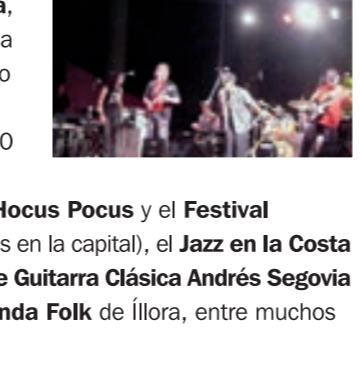 a,
a
o
0
Hocus Pocus y el Festival
s en la capital), el Jazz en la Costa
e Guitarra Clásica Andrés Segovia
nda Folk de Íllora, entre muchos